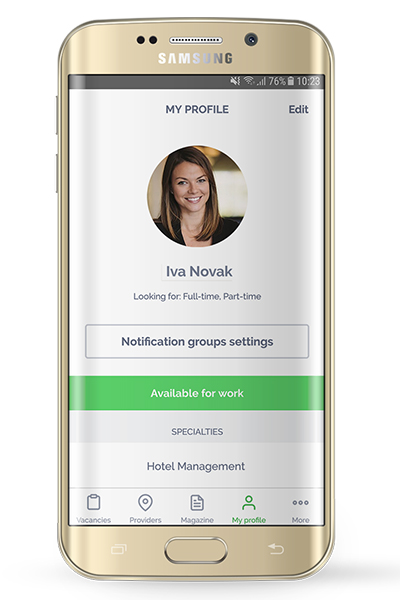 SAMSUNG
76% 10:23
MY PROFILE Edit
Iva Novak
Looking for: Full-time, Part-time
Notification groups settings
Available for work
SPECIALTIES
Hotel Management
Vacancies Providers Magazine My profile More